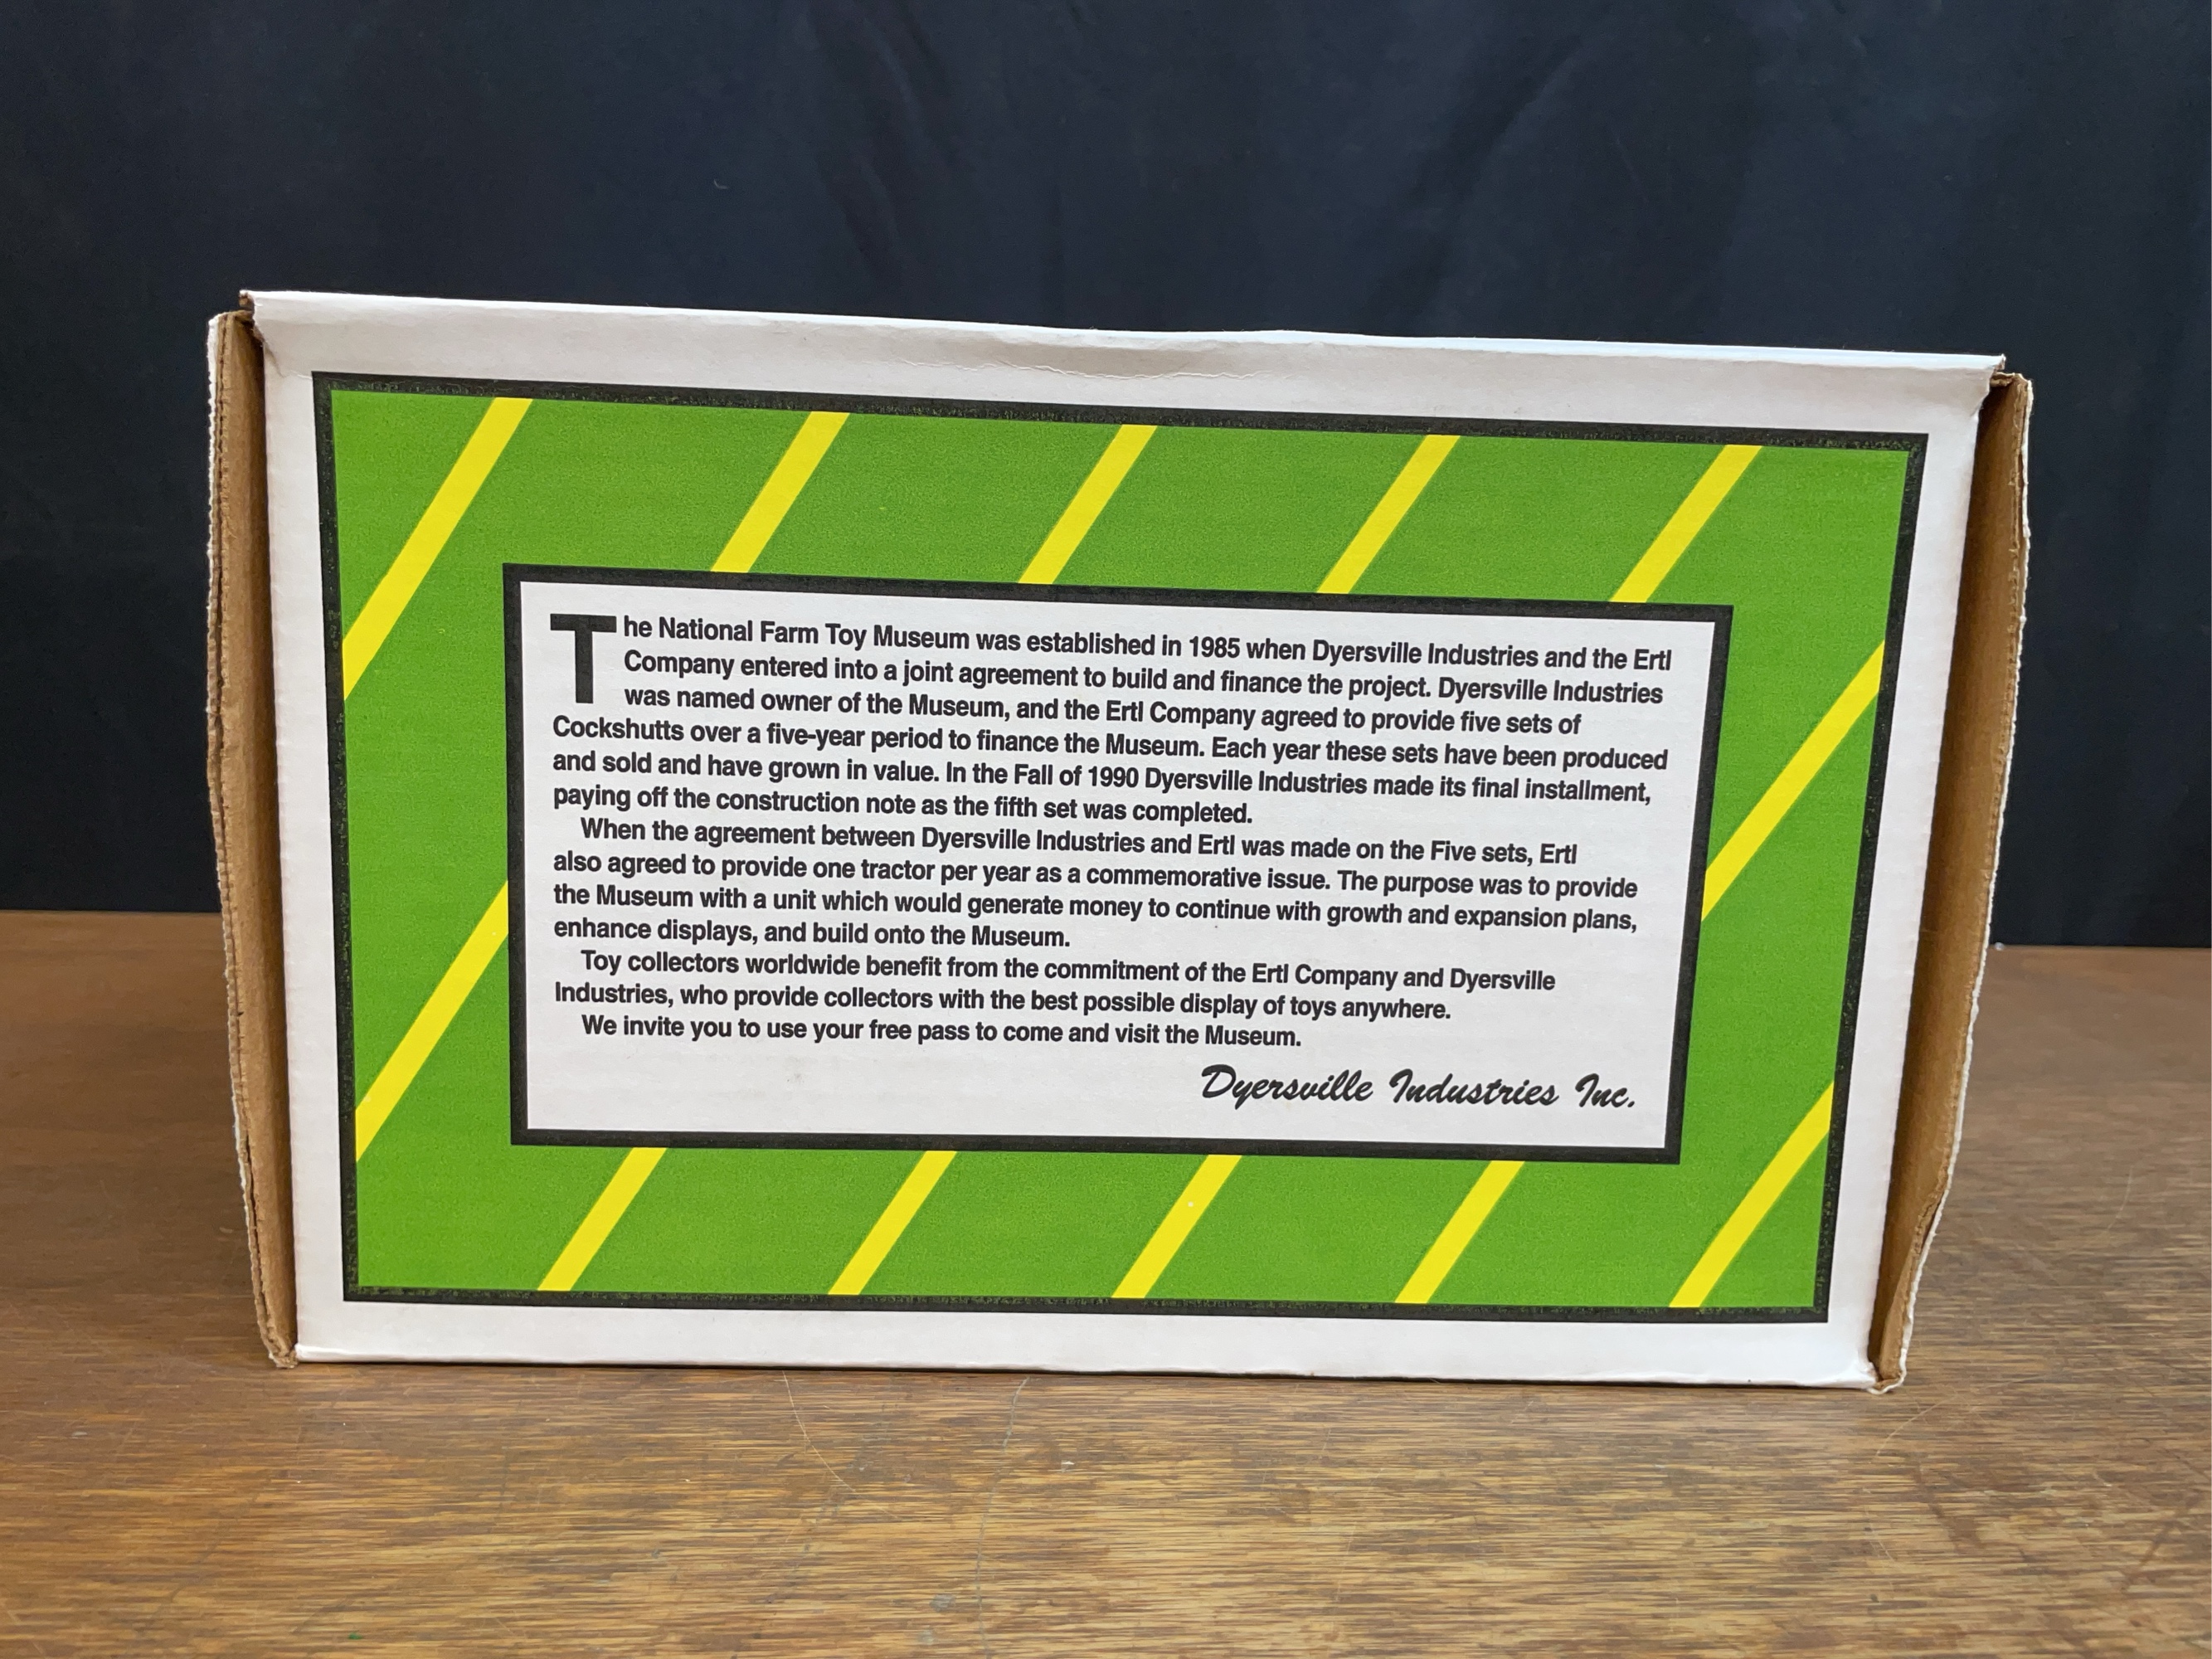 The National Farm Toy Museum was established in 1985 when Dyersville Industries and the Ertl
Company entered into a joint agreement to build and finance the project. Dyersville Industries
was named owner of the Museum, and the Ertl Company agreed to provide five sets of
Cockshutts over a five-year period to finance the Museum. Each year these sets have been produced
and sold and have grown in value. In the Fall of 1990 Dyersville Industries made its final installment,
paying off the construction note as the fifth set was completed.
When the agreement between Dyersville Industries and Ertl was made on the Five sets, Ertl
also agreed to provide one tractor per year as a commemorative issue. The purpose was to provide
the Museum with a unit which would generate money to continue with growth and expansion plans,
enhance displays, and build onto the Museum.
Toy collectors worldwide benefit from the commitment of the Ertl Company and Dyersville
Industries, who provide collectors with the best possible display of toys anywhere.
We invite you to use your free pass to come and visit the Museum.
Dyersville Industries Inc.